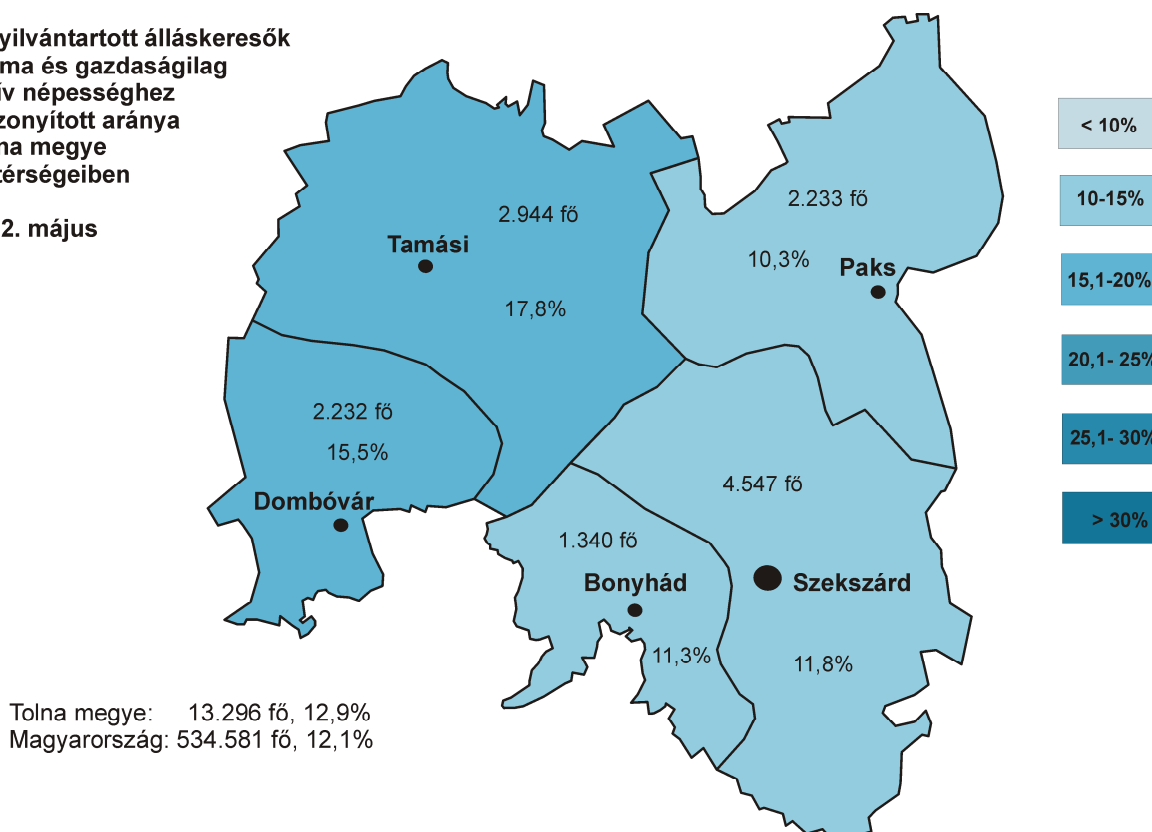 yilvántartott álláskeresők
ma és gazdaságilag
ív népességhez
zonyított aránya
na megye
térségeiben
2. május
< 10%
10-15%
15,1-20%
20,1- 25%
25,1- 30%
> 30%
2.944 fő
Tamási
17,8%
2.233 fő
10,3%
Paks
2.232 fő
15,5%
Dombóvár
4.547 fő
Szekszárd
11,8%
1.340 fő
Bonyhád
11,3%
Tolna megye: 13.296 fő, 12,9%
Magyarország: 534.581 fő, 12,1%